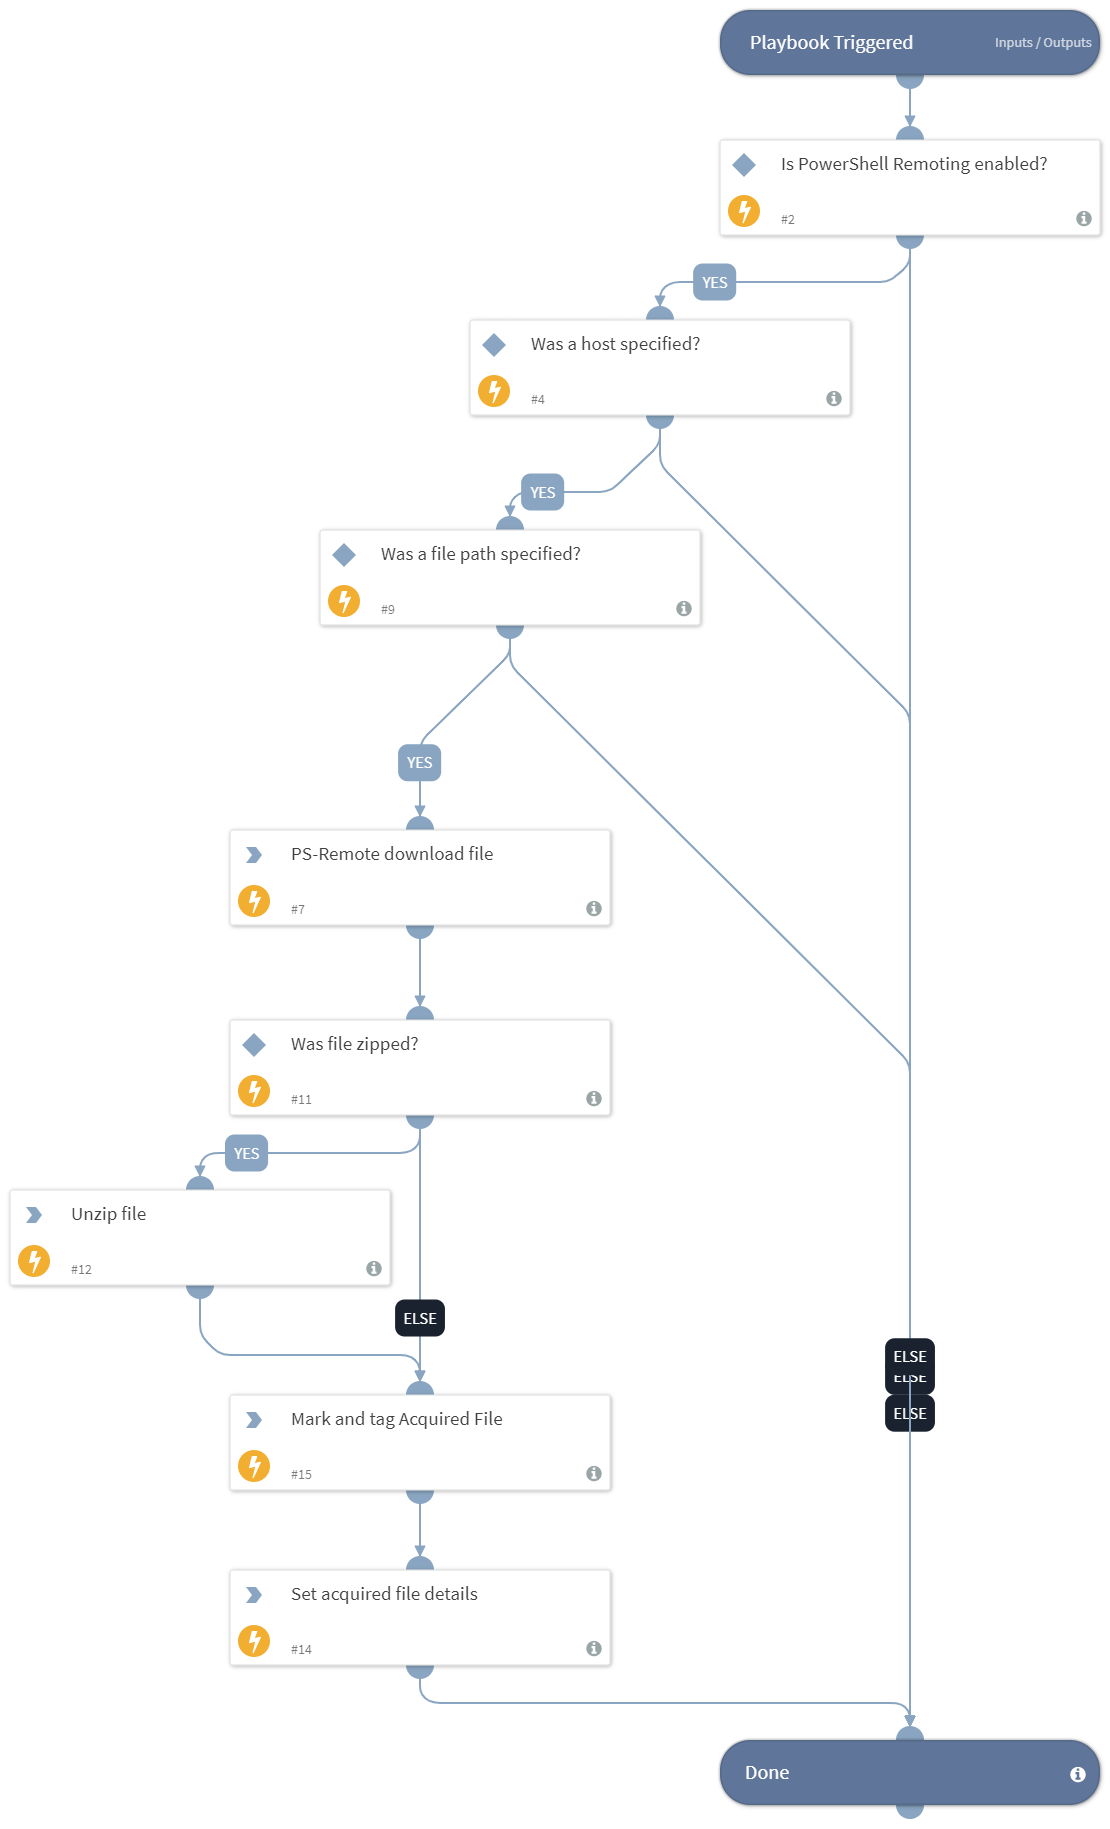 Playbook Triggered
Inputs / Outputs
Is PowerShell Remoting enabled?
#2
YES
Was a host specified?
#4
YES
Was a file path specified?
#9
YES
PS-Remote download file
#7
Was file zipped?
#11
YES
Unzip file
#12
ELSE
ELSE
ELSE
ELSE
Mark and tag Acquired File
#15
Set acquired file details
#14
Done